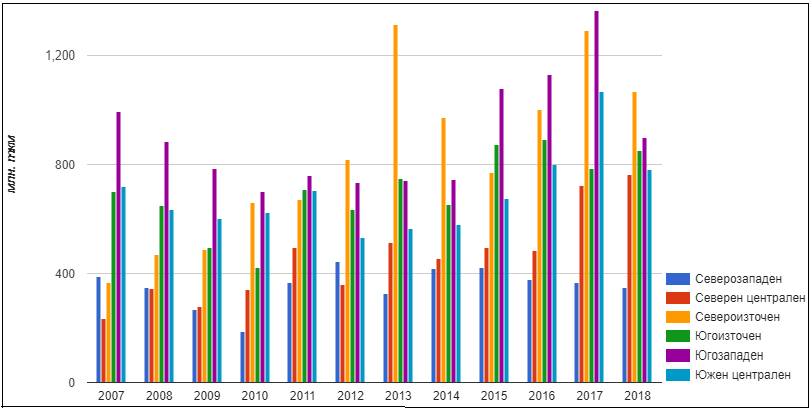 1,200
800
400
0
млн. ткм
2007 2008 2009 2010 2011 2012 2013 2014 2015 2016 2017 2018
Северозападен
Северен централен
Североизточен
Югоизточен
Югозападен
Южен централен